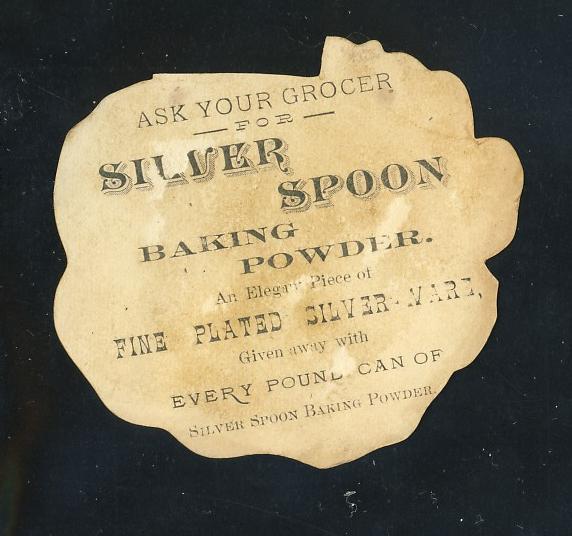 ASK YOUR GROCER
FOR
SILVER
SPOON
BAKING
POWDER.
An Elegant Piece of
FINE PLATED SILVER-WARE,
Given away with
EVERY POUND CAN OF
SILVER SPOON BAKING POWDER.